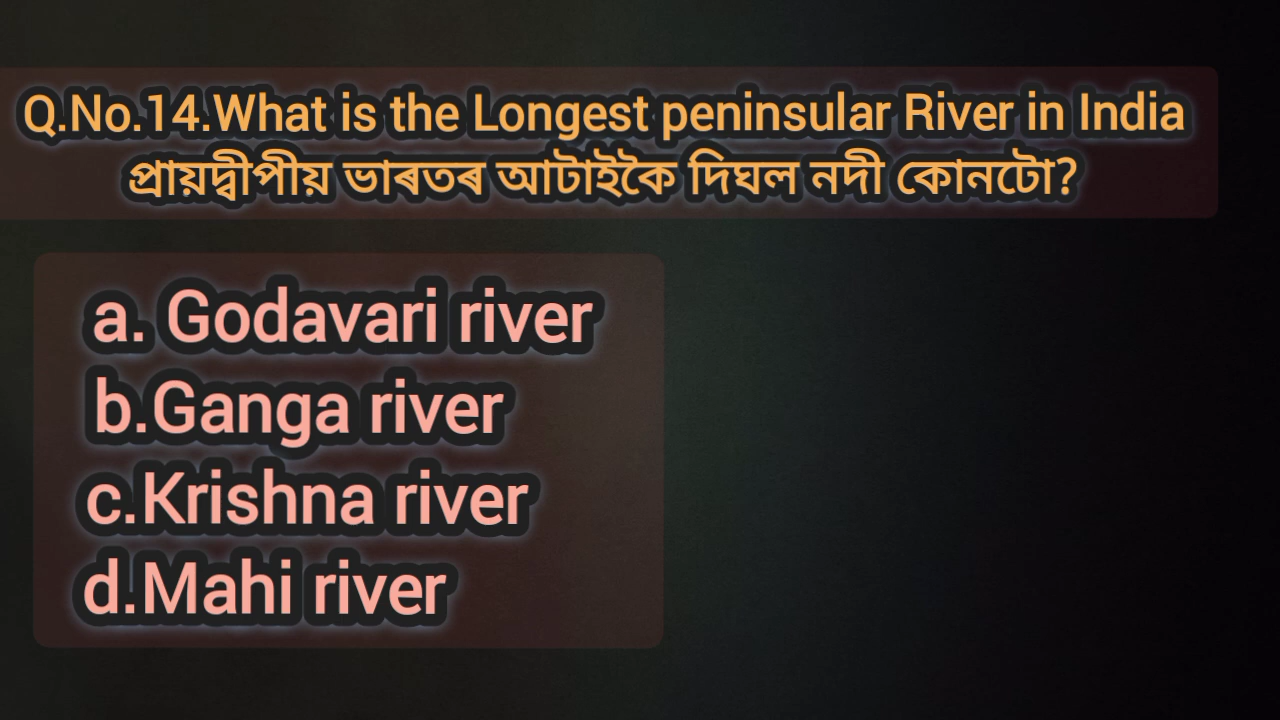 Q.No.14.What is the Longest peninsular River in India
প্ৰায়দ্বীপীয় ভাৰতৰ আটাইকৈ দিঘল নদী কোনটো?
a. Godavari river
b.Ganga river
c.Krishna river
d.Mahi river